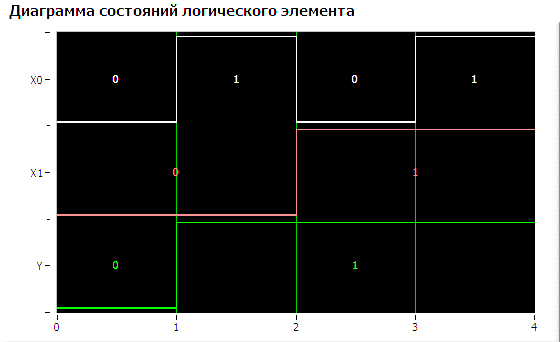 Диаграмма состояний логического элемента
X0
0 1 0 1
X1
0 1
Y
0 1
0 1 2 3 4